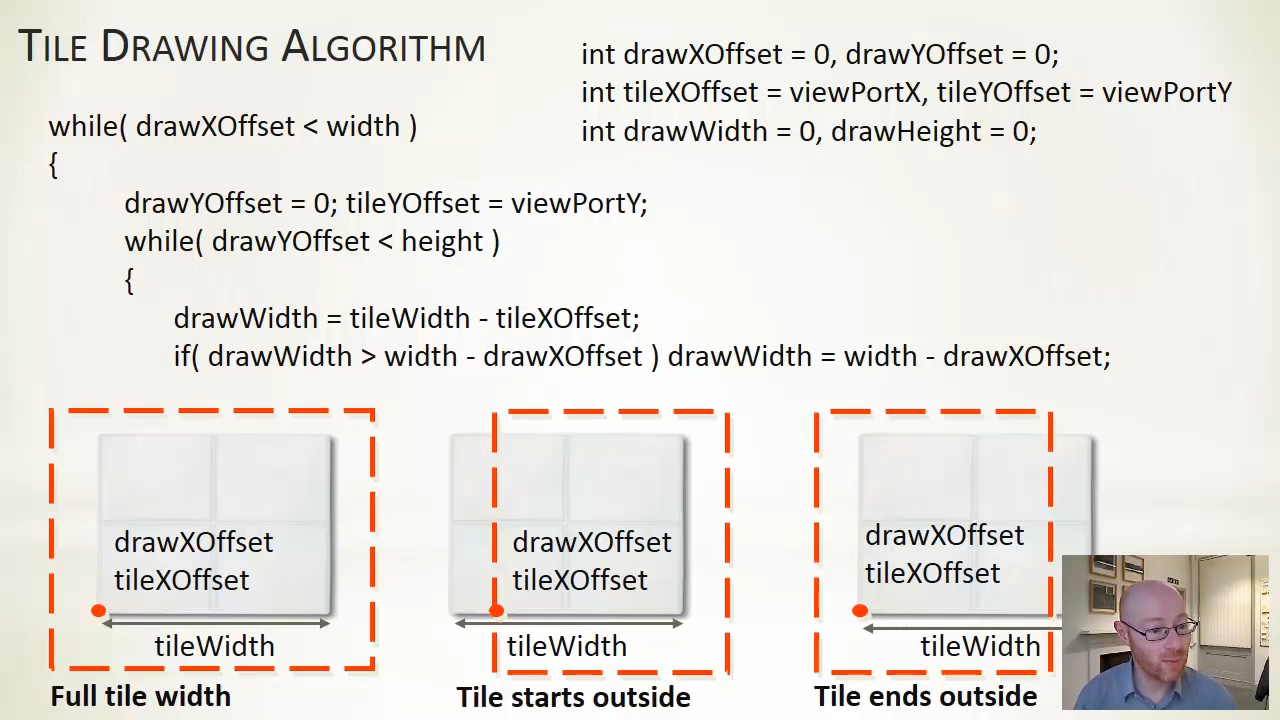 TILE DRAWING ALGORITHM
int drawXOffset = 0, drawYOffset = 0;
int tileXOffset = viewPortX, tileYOffset = viewPortY
int drawWidth = 0, drawHeight = 0;
while( drawXOffset < width )
{
drawYOffset = 0; tileYOffset = viewPortY;
while( drawYOffset < height )
{
drawWidth = tileWidth - tileXOffset;
if( drawWidth > width - drawXOffset ) drawWidth = width - drawXOffset;
drawXOffset
tileXOffset
tileWidth
Full tile width
drawXOffset
tileXOffset
tileWidth
Tile starts outside
drawXOffset
tileXOffset
tileWidth
Tile ends outside